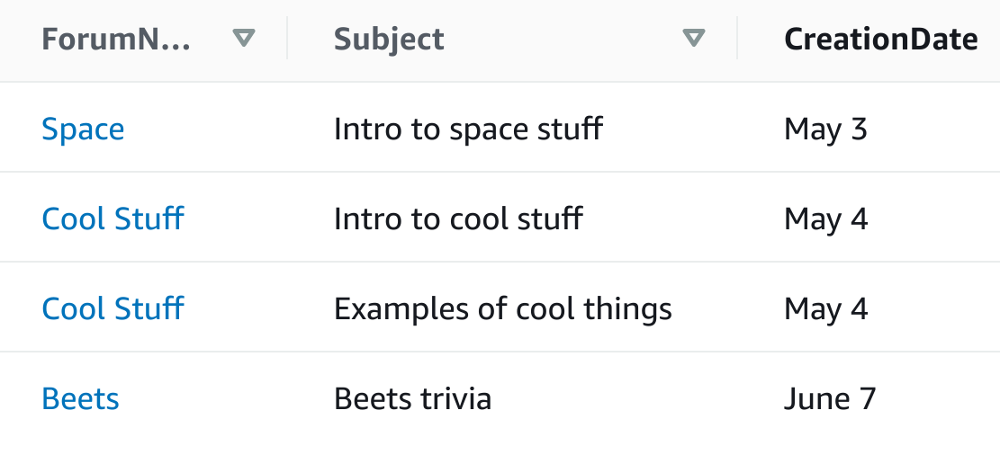 ForumN... Subject CreationDate
Space Intro to space stuff May 3
Cool Stuff Intro to cool stuff May 4
Cool Stuff Examples of cool things May 4
Beets Beets trivia June 7